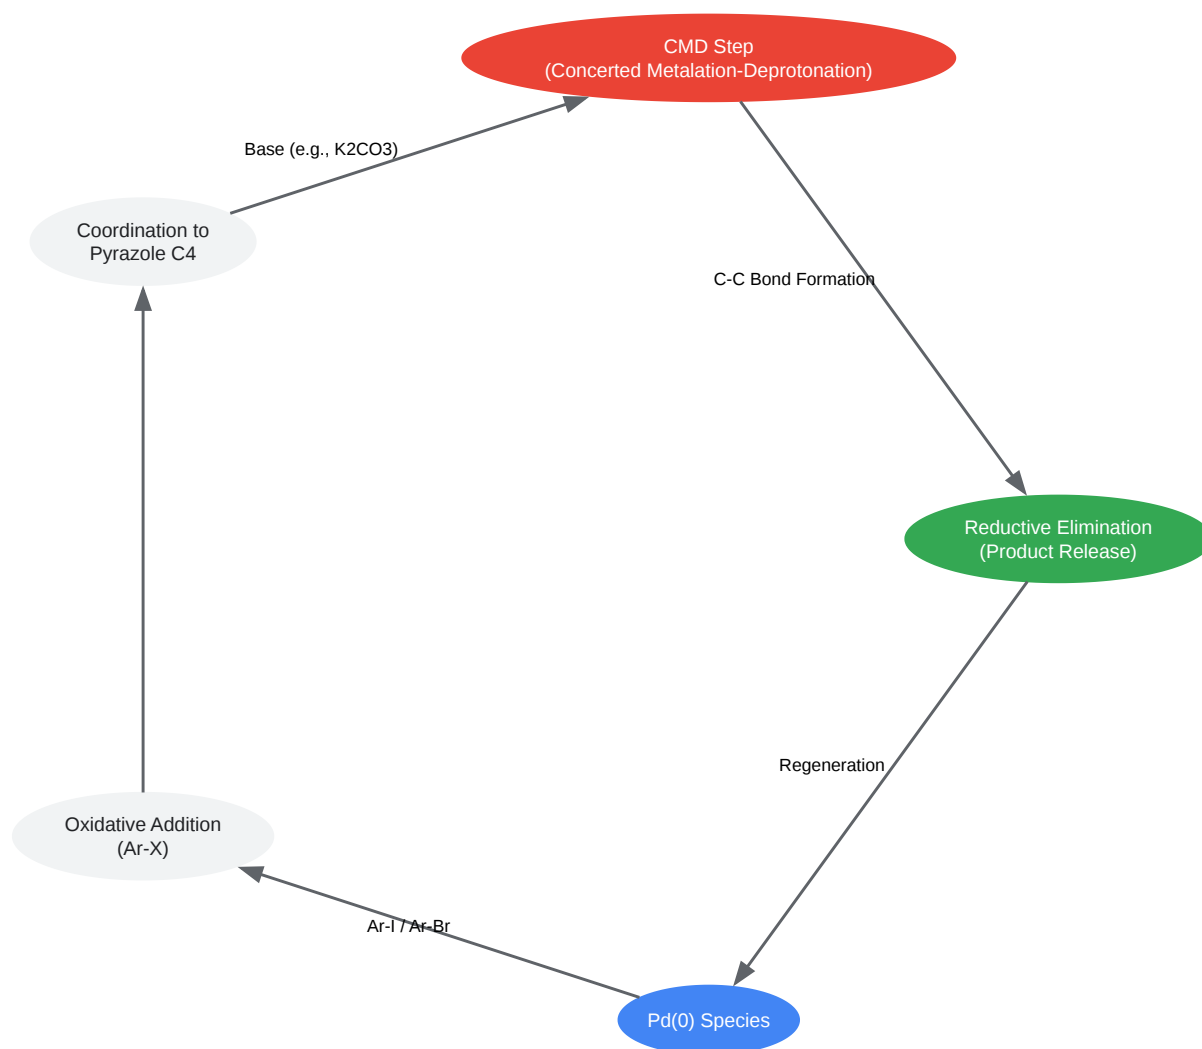 CMD Step
(Concerted Metalation-Deprotonation)
Base (e.g., K2CO3)
Coordination to
Pyrazole C4
C-C Bond Formation
Reductive Elimination
(Product Release)
Regeneration
Oxidative Addition
(Ar-X)
Ar-I / Ar-Br
Pd(0) Species